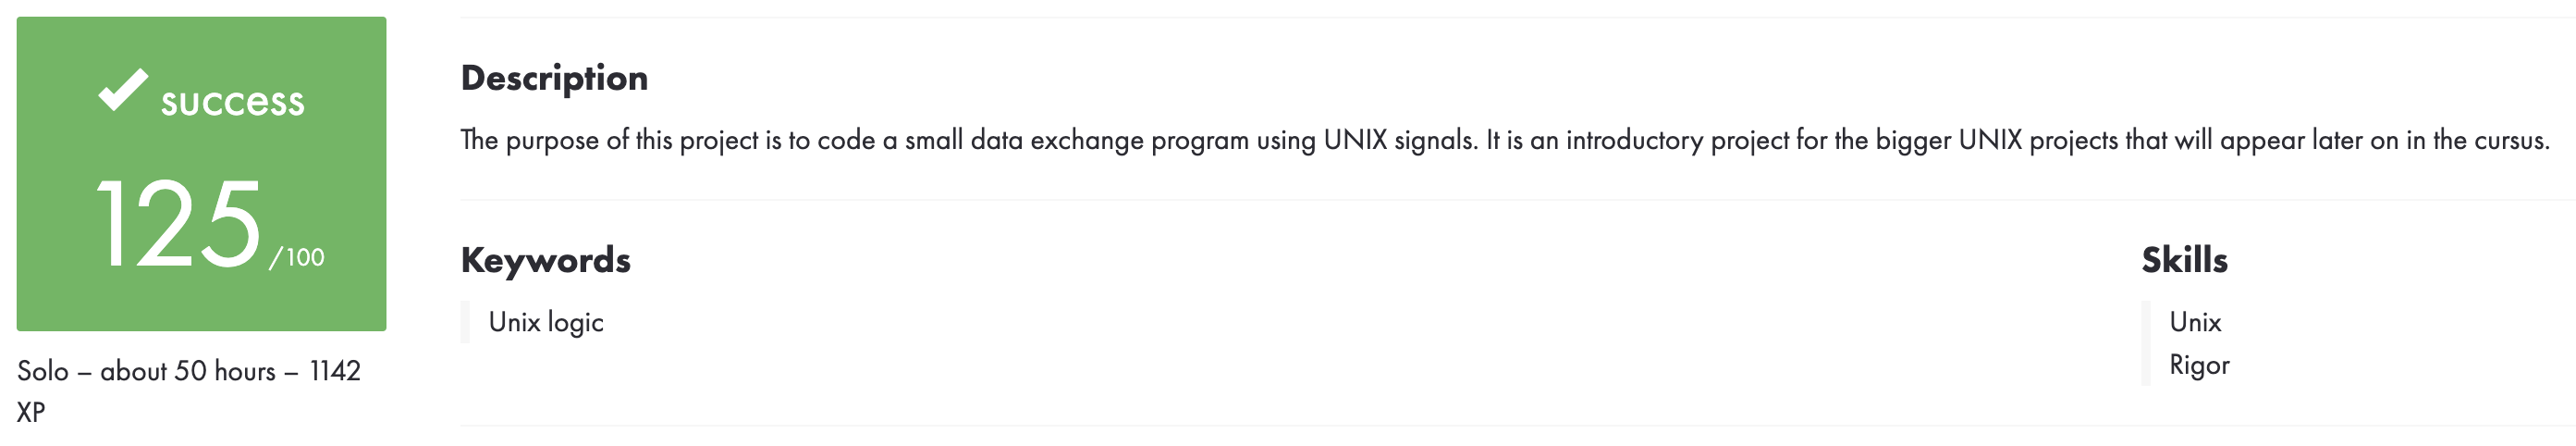 success
125/100
Solo – about 50 hours – 1142
XP
Description
The purpose of this project is to code a small data exchange program using UNIX signals. It is an introductory project for the bigger UNIX projects that will appear later on in the cursus.
Keywords
Unix logic
Skills
Unix
Rigor